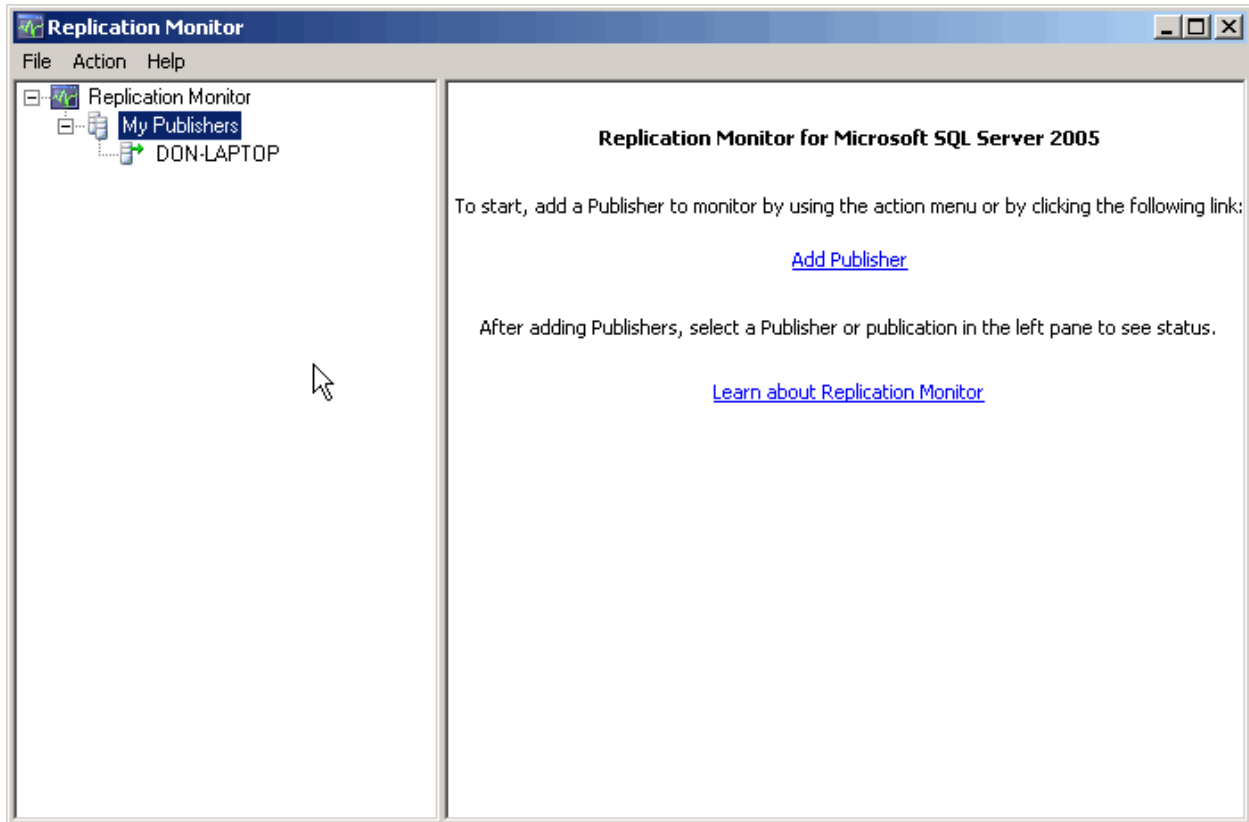 Replication Monitor
File Action Help
Replication Monitor
My Publishers
DON-LAPTOP
Replication Monitor for Microsoft SQL Server 2005
To start, add a Publisher to monitor by using the action menu or by clicking the following link:
Add Publisher
After adding Publishers, select a Publisher or publication in the left pane to see status.
Learn about Replication Monitor